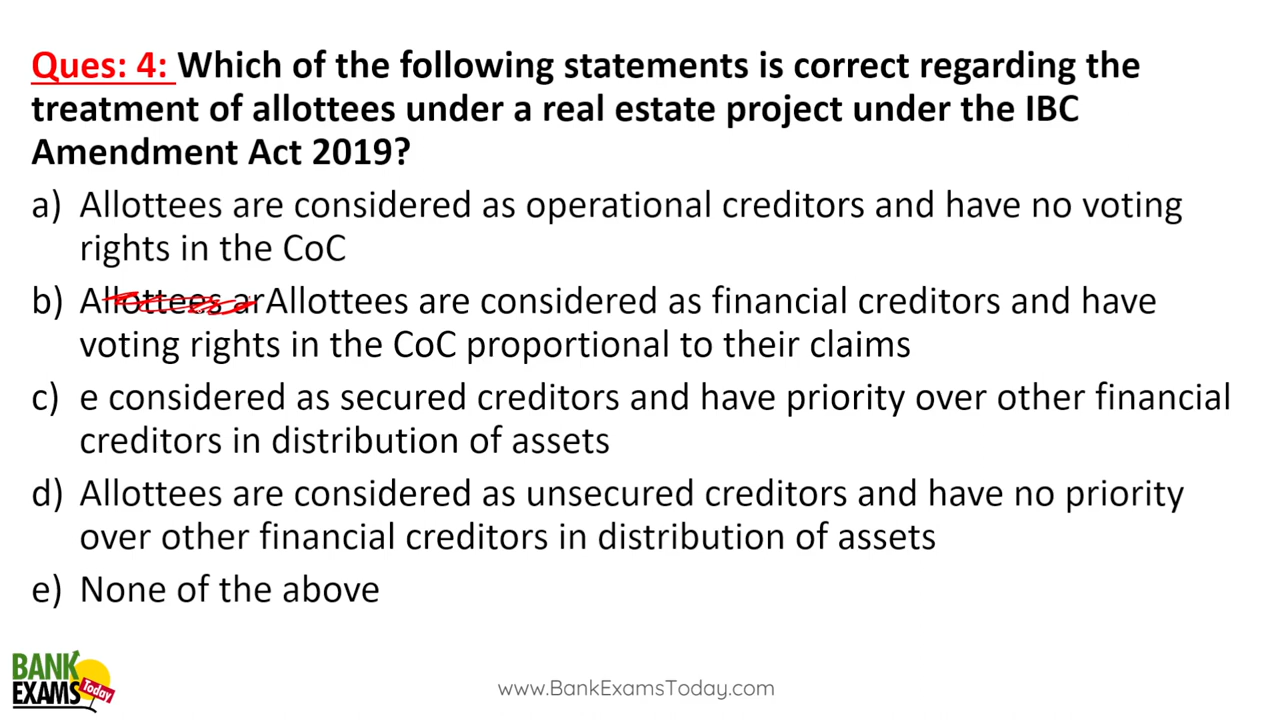 Ques: 4: Which of the following statements is correct regarding the
treatment of allottees under a real estate project under the IBC
Amendment Act 2019?
a) Allottees are considered as operational creditors and have no voting
rights in the CoC
b) Allottees arAllottees are considered as financial creditors and have
voting rights in the CoC proportional to their claims
c) e considered as secured creditors and have priority over other financial
creditors in distribution of assets
d) Allottees are considered as unsecured creditors and have no priority
over other financial creditors in distribution of assets
e) None of the above
BANK
EXAMS Today
www.BankExamsToday.com